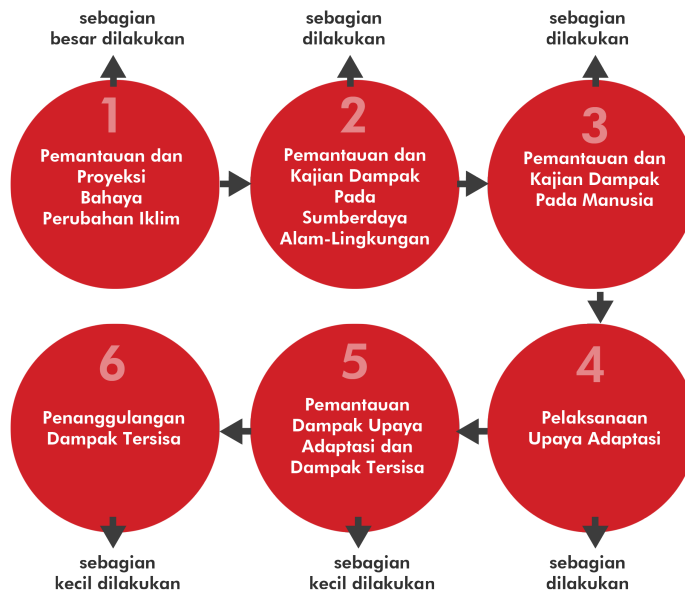 sebagian
besar dilakukan
sebagian
dilakukan
sebagian
dilakukan
1
Pemantauan dan
Proyeksi
Bahaya
Perubahan Iklim
2
Pemantauan dan
Kajian Dampak
Pada
Sumberdaya
Alam-Lingkungan
3
Pemantauan dan
Kajian Dampak
Pada Manusia
4
Pelaksanaan
Upaya Adaptasi
5
Pemantauan
Dampak Upaya
Adaptasi dan
Dampak Tersisa
6
Penanggulangan
Dampak Tersisa
sebagian
kecil dilakukan
sebagian
kecil dilakukan
sebagian
dilakukan